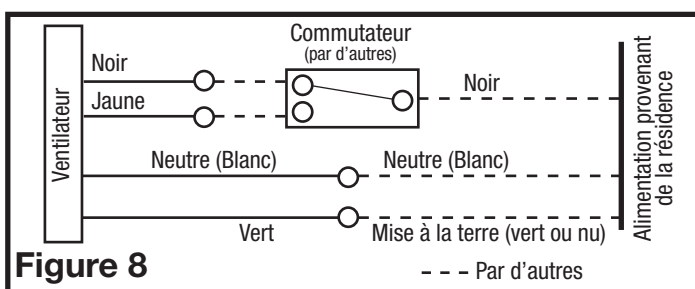 Commutateur
(par d'autres)
Noir
Noir
Jaune
Ventilateur
Neutre (Blanc)
Neutre (Blanc)
Vert
Mise à la terre (vert ou nu)
Alimentation provenant
de la résidence
Figure 8
- - - - Par d'autres